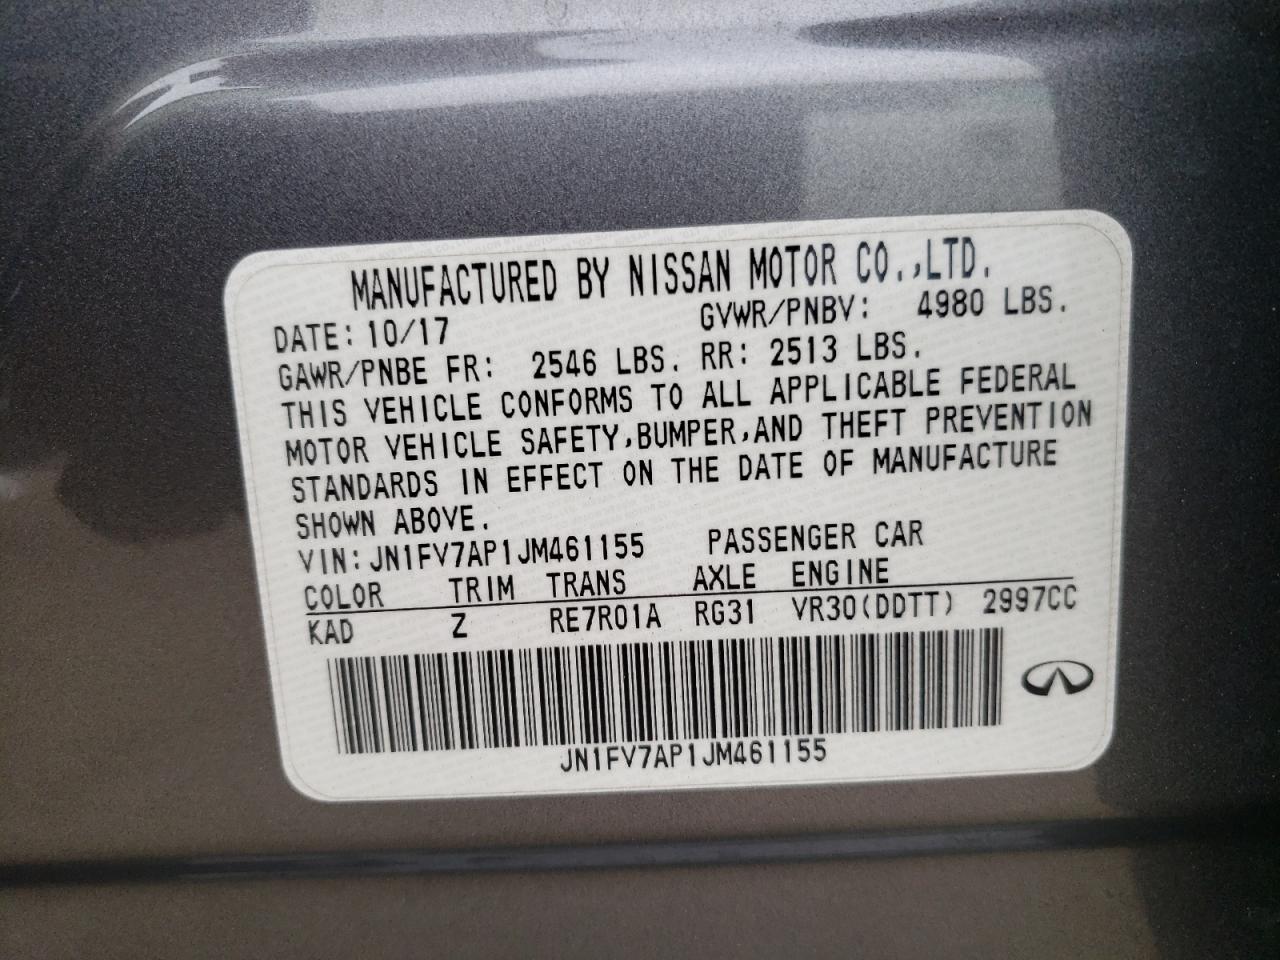 MANUFACTURED BY NISSAN MOTOR CO.,LTD.
DATE: 10/17 GVWR/PNBV: 4980 LBS.
GAWR/PNBE FR: 2546 LBS. RR: 2513 LBS.
THIS VEHICLE CONFORMS TO ALL APPLICABLE FEDERAL
MOTOR VEHICLE SAFETY,BUMPER,AND THEFT PREVENTION
STANDARDS IN EFFECT ON THE DATE OF MANUFACTURE
SHOWN ABOVE.
VIN: JN1FV7AP1JM461155 PASSENGER CAR
COLOR TRIM TRANS AXLE ENGINE
KAD Z RE7R01A RG31 VR30(DDTT) 2997CC
JN1FV7AP1JM461155